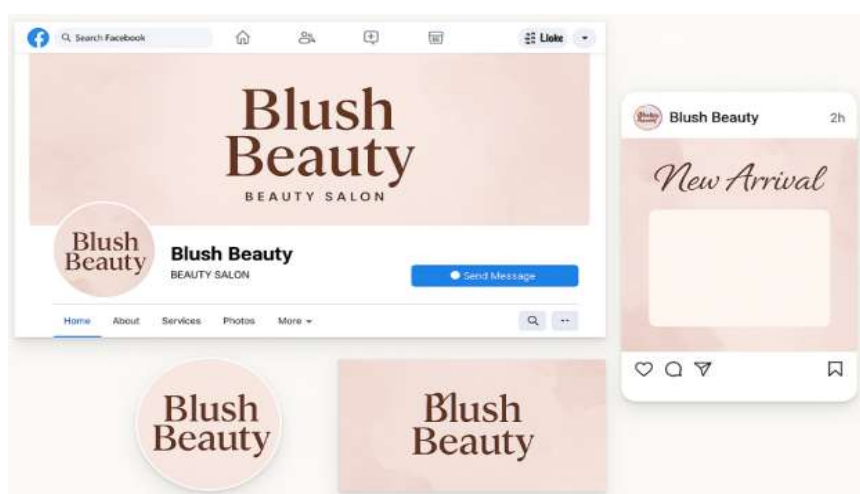 Search Facebook
Lloke
Blush
Beauty
BEAUTY SALON
Blush
Beauty
Blush Beauty
BEAUTY SALON
Send Message
Home About Services Photos More
Blush Beauty 2h
New Arrival
Blush
Beauty
Blush
Beauty